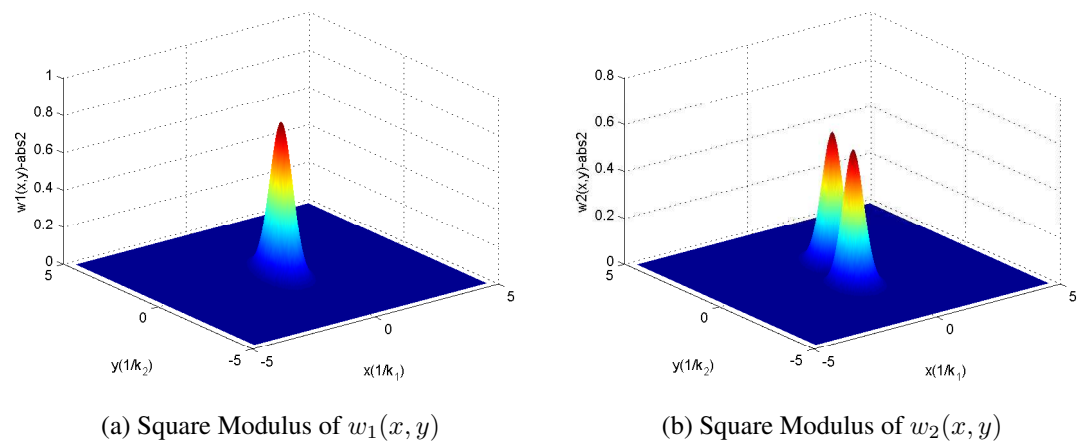 1
0.8
0.6
0.4
0.2
0
w1(x,y)-abs2
5
0
-5
y(1/k₂)
-5
0
5
x(1/k₁)
(a) Square Modulus of w₁(x, y)
0.8
0.6
0.4
0.2
0
w2(x,y)-abs2
5
0
-5
y(1/k₂)
-5
0
5
x(1/k₁)
(b) Square Modulus of w₂(x, y)